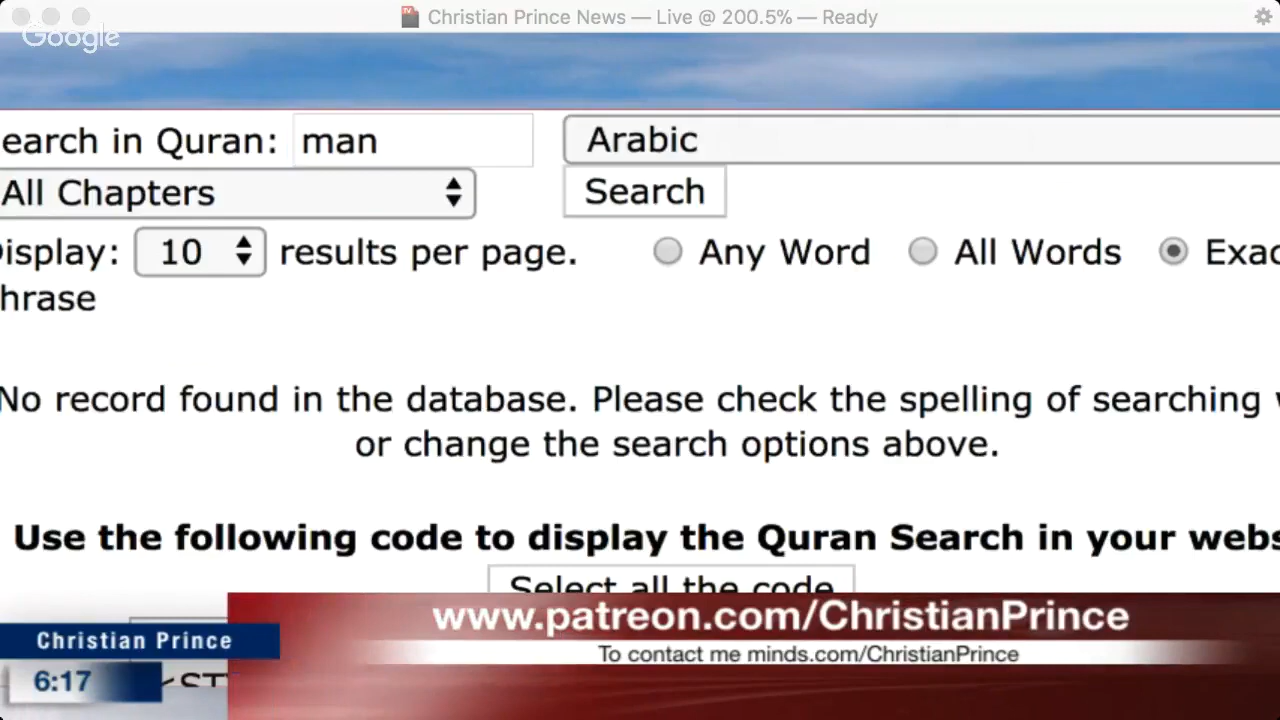 Christian Prince News — Live @ 200.5% — Ready
Google
earch in Quran: man Arabic
All Chapters Search
isplay: 10 results per page. Any Word All Words Exac
hrase
No record found in the database. Please check the spelling of searching
or change the search options above.
Use the following code to display the Quran Search in your webs
Select all the code
www.patreon.com/ChristianPrince
Christian Prince
To contact me minds.com/ChristianPrince
6:17